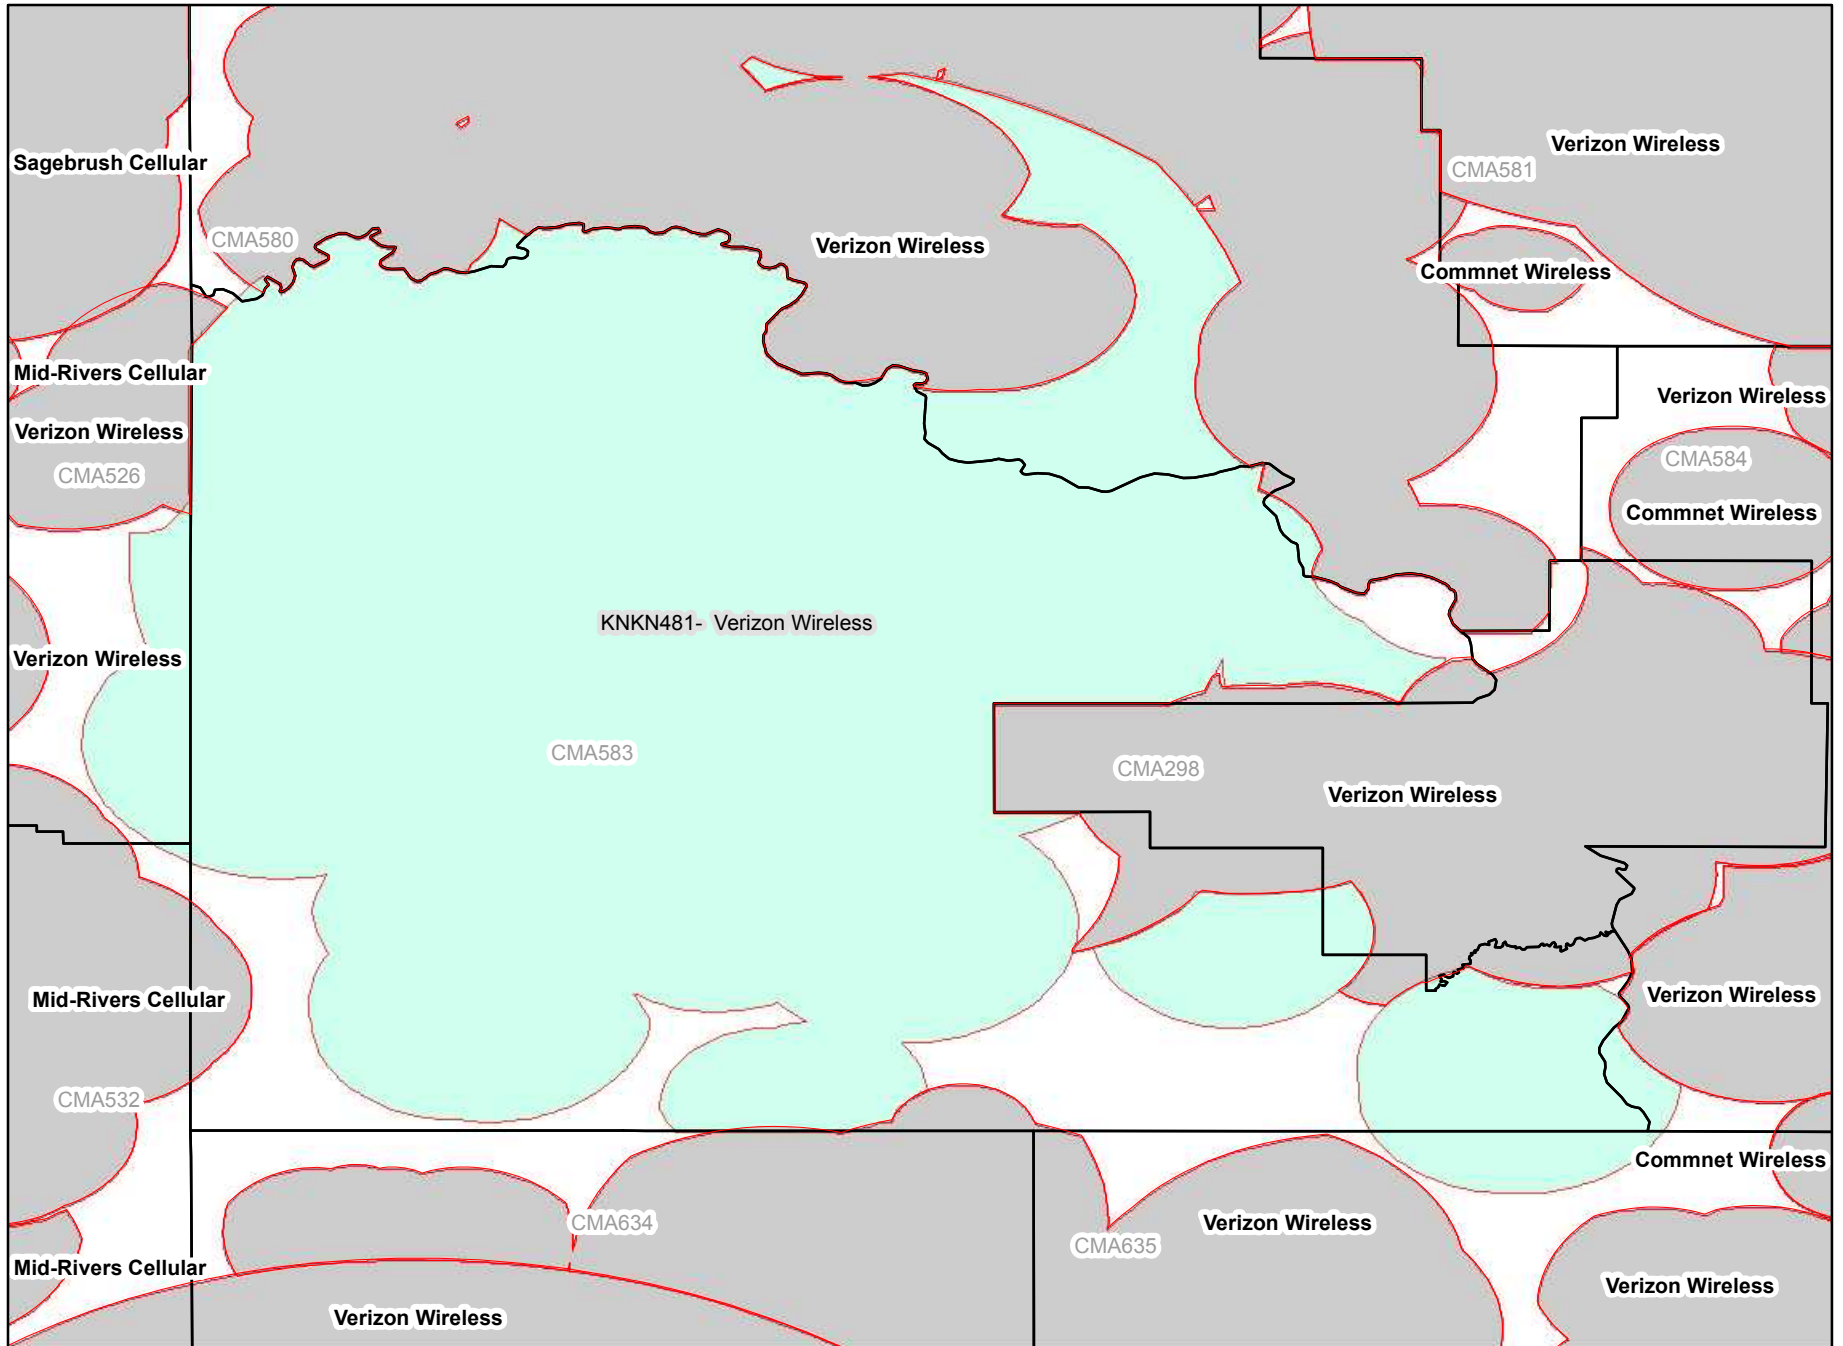 Verizon Wireless
Sagebrush Cellular
CMA581
CMA580
Verizon Wireless
Commnet Wireless
Mid-Rivers Cellular
Verizon Wireless
Verizon Wireless
CMA526
CMA584
Commnet Wireless
KNKN481- Verizon Wireless
Verizon Wireless
CMA583
CMA298
Verizon Wireless
Mid-Rivers Cellular
Verizon Wireless
CMA532
Commnet Wireless
CMA634
Verizon Wireless
CMA635
Mid-Rivers Cellular
Verizon Wireless
Verizon Wireless